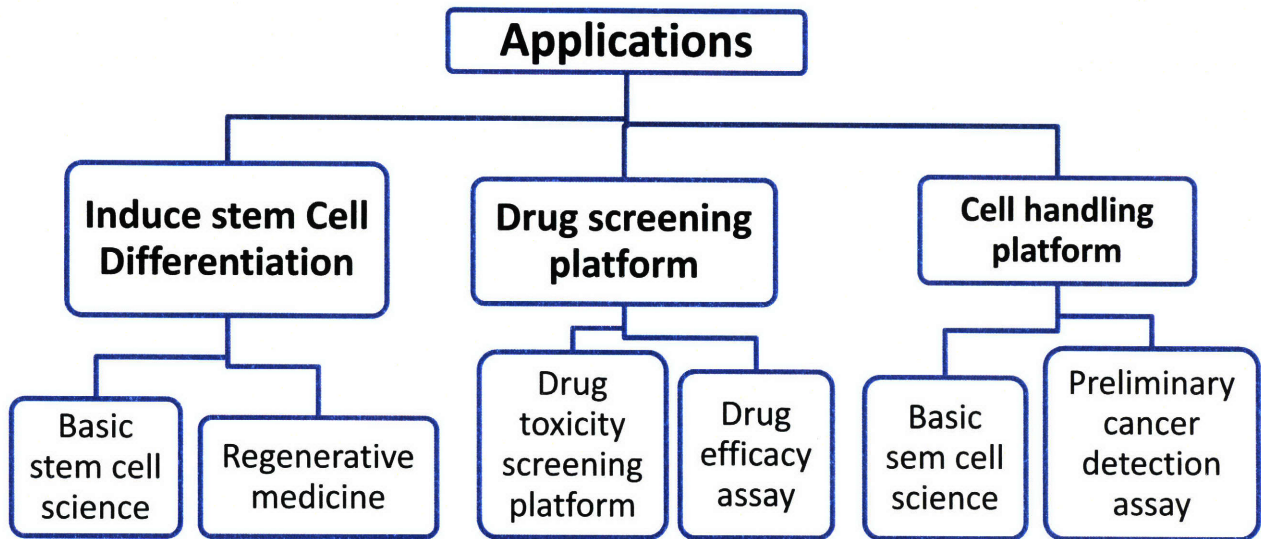 Applications
Induce stem Cell
Differentiation
Drug screening
platform
Cell handling
platform
Basic
stem cell
science
Regenerative
medicine
Drug
toxicity
screening
platform
Drug
efficacy
assay
Basic
sem cell
science
Preliminary
cancer
detection
assay